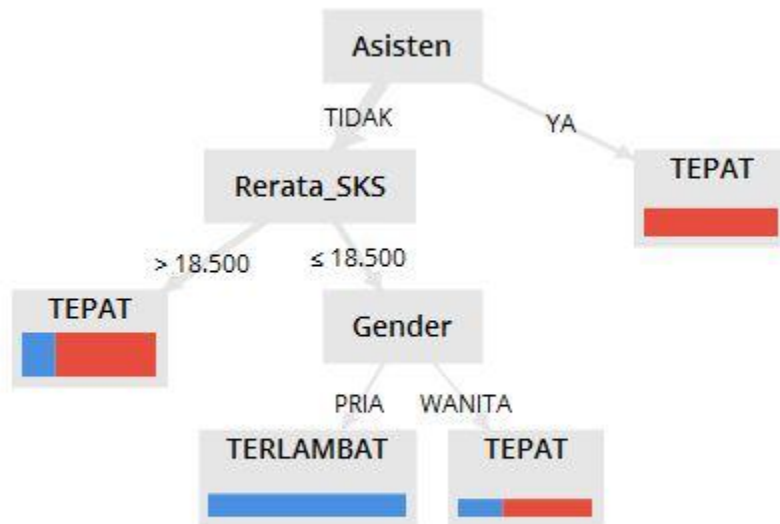 Asisten
TIDAK
YA
Rerata_SKS
TEPAT
> 18.500
≤ 18.500
TEPAT
Gender
PRIA
WANITA
TERLAMBAT
TEPAT